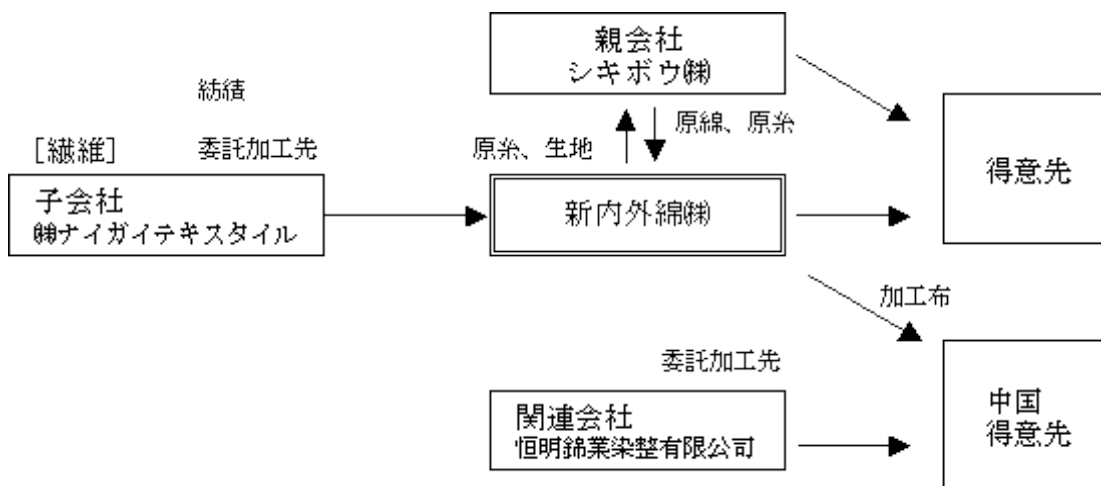 親会社
シキボウ㈱
紡績
原綿、原糸
[繊維]
委託加工先
原糸、生地
得意先
子会社
㈱ナイガイテキスタイル
新内外綿㈱
加工布
委託加工先
関連会社
恒明錦業染整有限公司
中国
得意先